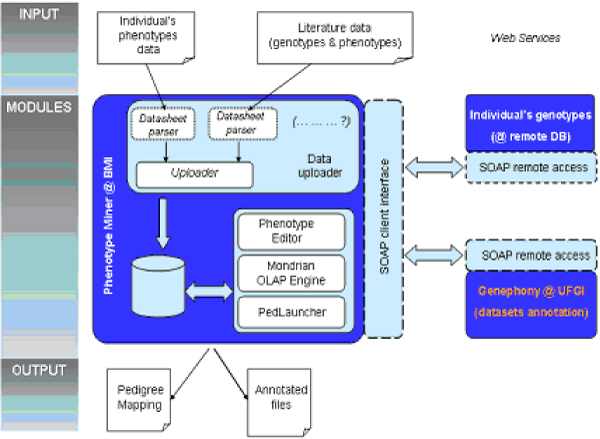 INPUT
Individual's
phenotypes
data
Literature data
(genotypes & phenotypes)
Web Services
MODULES
Phenotype Miner @ BMI
Datasheet
parser
Datasheet
parser
(... ... ... ?)
Uploader
Data
uploader
Phenotype
Editor
Mondrian
OLAP Engine
PedLauncher
SOAP client interface
Individual's genotypes
(@ remote DB)
SOAP remote access
SOAP remote access
Genephony @ UFGI
(datasets annotation)
OUTPUT
Pedigree
Mapping
Annotated
files